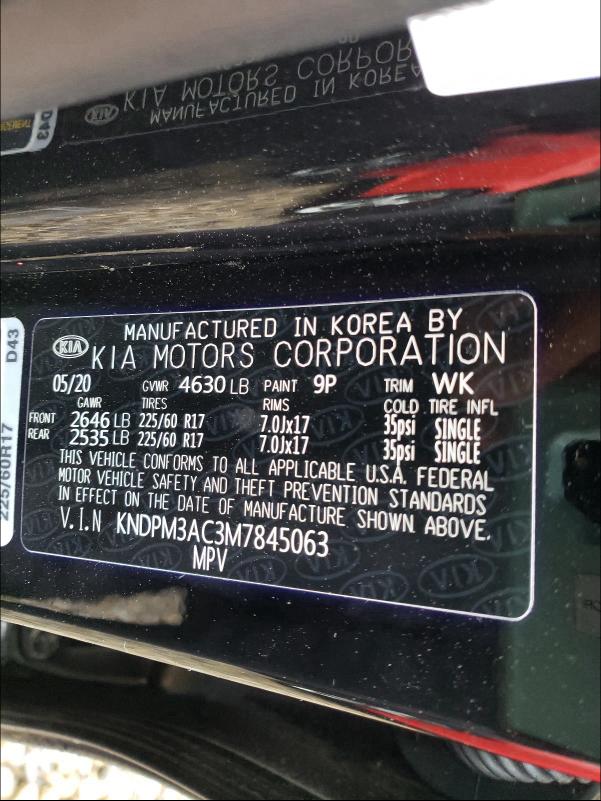 KIA MOTORS CORPOR
MANUFACTURED IN KOREA
D43
225/60R17
D43
MANUFACTURED IN KOREA BY
KIA KIA MOTORS CORPORATION
05/20 GVWR 4630 LB PAINT 9P TRIM WK
GAWR TIRES RIMS COLD TIRE INFL
FRONT 2646 LB 225/60 R17 7.0Jx17 35psi SINGLE
REAR 2535 LB 225/60 R17 7.0Jx17 35psi SINGLE
THIS VEHICLE CONFORMS TO ALL APPLICABLE U.S.A. FEDERAL
MOTOR VEHICLE SAFETY AND THEFT PREVENTION STANDARDS
IN EFFECT ON THE DATE OF MANUFACTURE SHOWN ABOVE.
V.I.N KNDPM3AC3M7845063
MPV